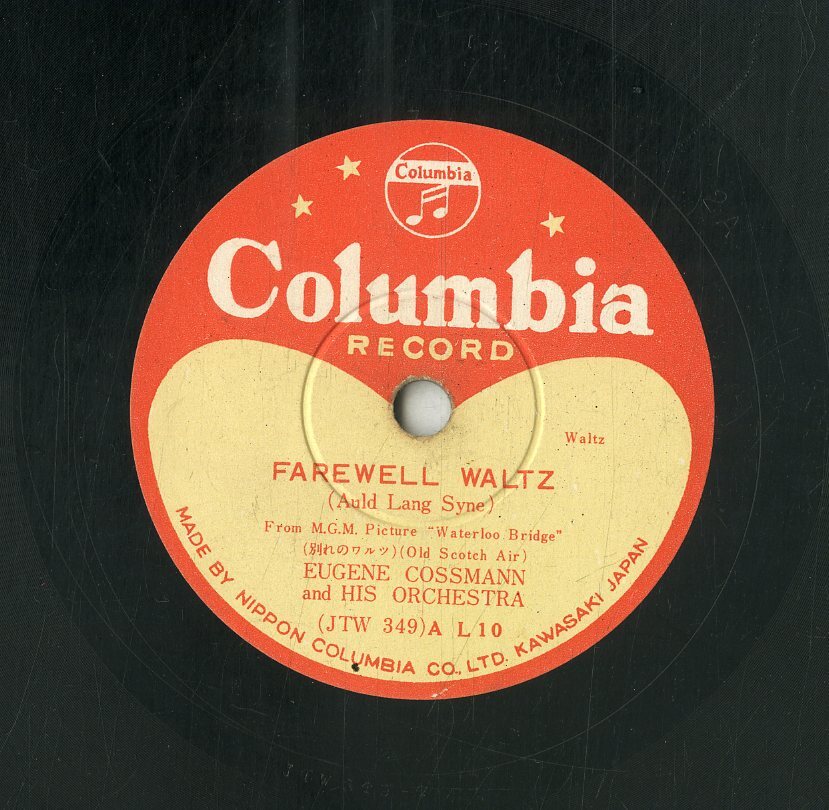 Columbia
Columbia
RECORD
Waltz
FAREWELL WALTZ
(Auld Lang Syne)
From M.G.M. Picture "Waterloo Bridge"
(別れのワルツ)(Old Scotch Air)
EUGENE COSSMANN
and HIS ORCHESTRA
(JTW 349)A L10
MADE BY NIPPON COLUMBIA CO., LTD. KAWASAKI JAPAN